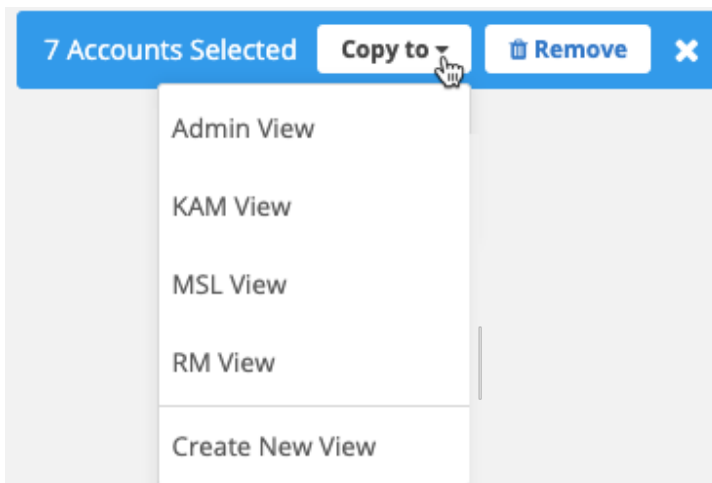 7 Accounts Selected Copy to Remove
Admin View
KAM View
MSL View
RM View
Create New View